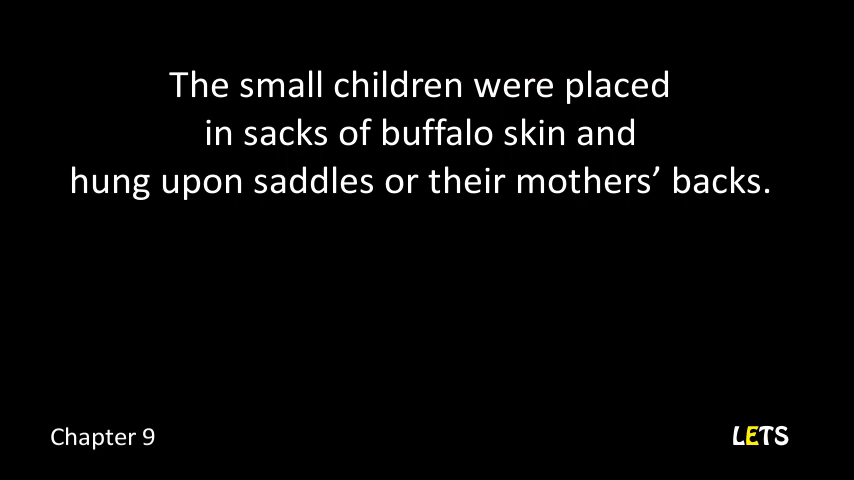 The small children were placed
in sacks of buffalo skin and
hung upon saddles or their mothers’ backs.
Chapter 9
LETS